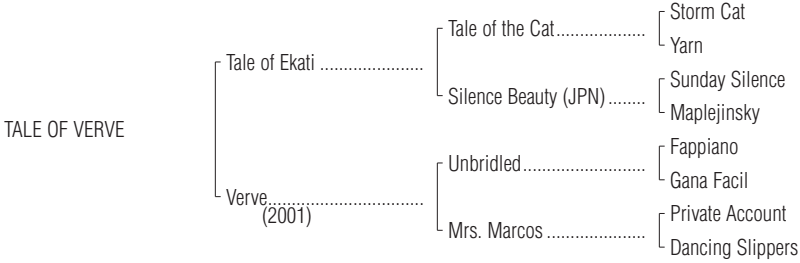 Storm Cat
Tale of the Cat....................
Yarn
Tale of Ekati .......................
Sunday Silence
Silence Beauty (JPN) ........
Maplejinsky
TALE OF VERVE
Fappiano
Unbridled...........................
Gana Facil
Verve..................................
(2001)
Private Account
Mrs. Marcos ......................
Dancing Slippers